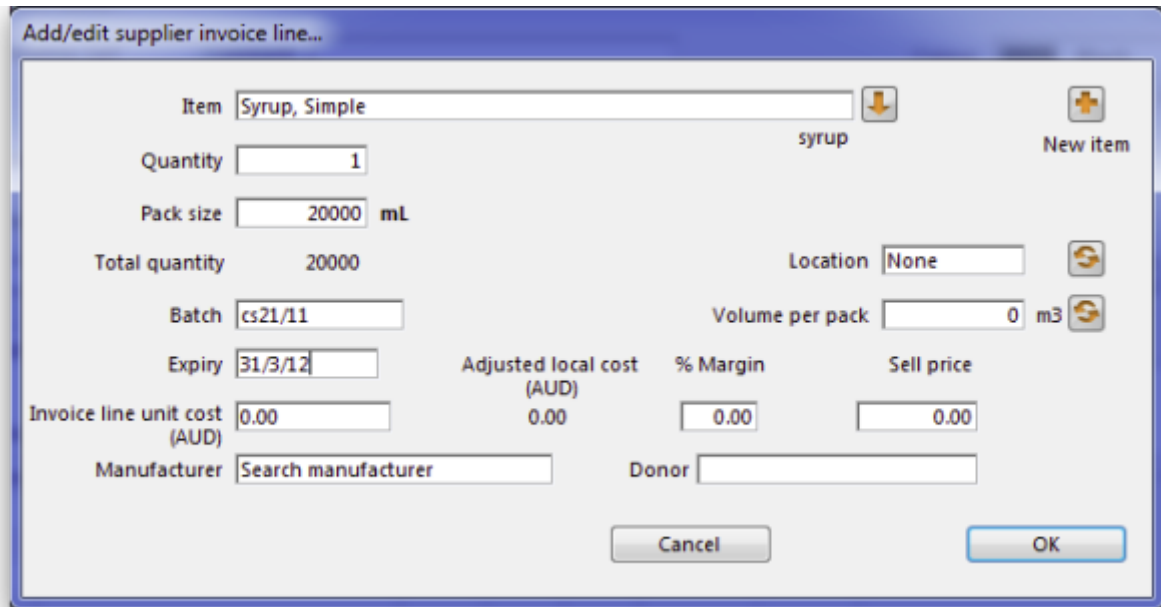 Add/edit supplier invoice line...
Item Syrup, Simple
syrup
New item
Quantity 1
Pack size 20000 mL
Total quantity 20000
Location None
Batch cs21/11
Volume per pack 0 m3
Expiry 31/3/12
Adjusted local cost (AUD)
% Margin
Sell price
Invoice line unit cost (AUD) 0.00
0.00
0.00
0.00
Manufacturer Search manufacturer
Donor
Cancel
OK